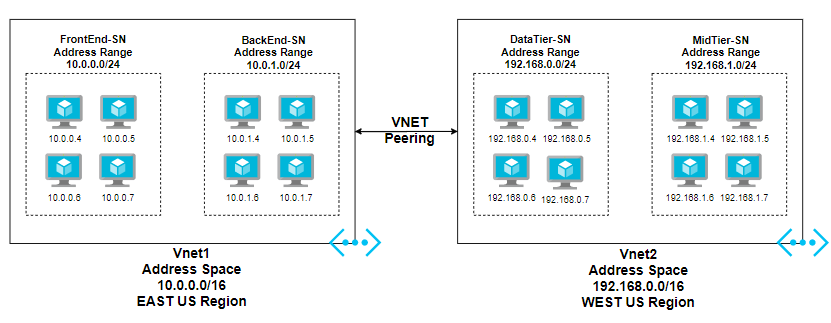 FrontEnd-SN
Address Range
10.0.0.0/24
BackEnd-SN
Address Range
10.0.1.0/24
DataTier-SN
Address Range
192.168.0.0/24
MidTier-SN
Address Range
192.168.1.0/24
10.0.0.4 10.0.0.5
10.0.0.6 10.0.0.7
10.0.1.4 10.0.1.5
10.0.1.6 10.0.1.7
VNET
Peering
192.168.0.4 192.168.0.5
192.168.0.6 192.168.0.7
192.168.1.4 192.168.1.5
192.168.1.6 192.168.1.7
Vnet1
Address Space
10.0.0.0/16
EAST US Region
Vnet2
Address Space
192.168.0.0/16
WEST US Region